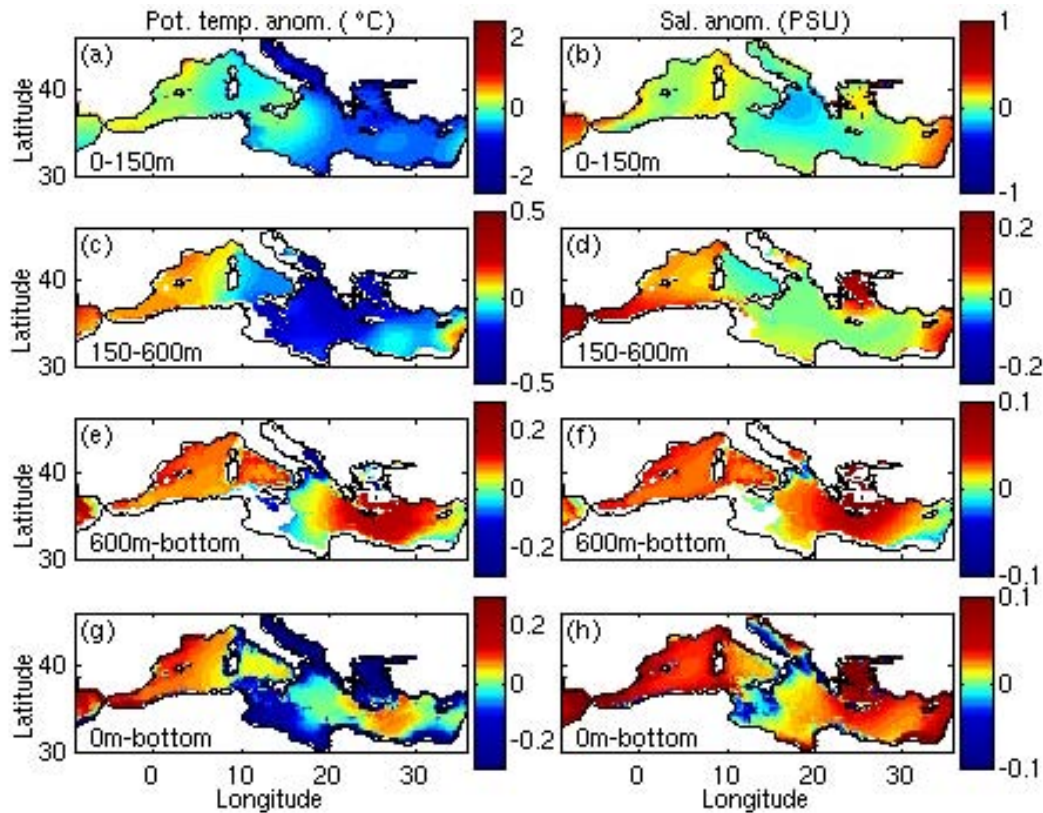 Pot. temp. anom. (°C) Sal. anom. (PSU)
(a) 2 (b) 1
Latitude 40 0 0
30 0-150m -2 0-150m -1
(c) 0.5 (d) 0.2
40 0 0
30 150-600m -0.5 150-600m -0.2
(e) 0.2 (f) 0.1
40 0 0
30 600m-bottom -0.2 600m-bottom -0.1
(g) 0.2 (h) 0.1
Latitude 40 0 0
30 0m-bottom -0.2 0m-bottom -0.1
0 10 20 30 0 10 20 30
Longitude Longitude